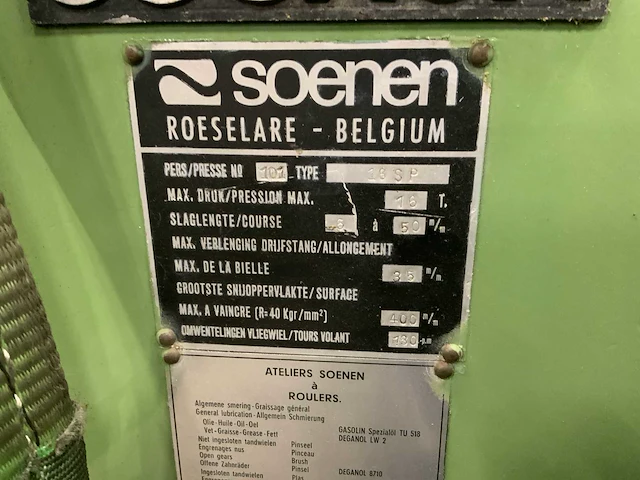 soenen
ROESELARE - BELGIUM
PERS/PRESSE Nº 101 TYPE 16 S P
MAX. DRUK/PRESSION MAX. 16 T.
SLAGLENGTE/COURSE 6 à 50 m/m
MAX. VERLENGING DRIJFSTANG/ALLONGEMENT
MAX. DE LA BIELLE 35 m/m
GROOTSTE SNIJOPPERVLAKTE/SURFACE
MAX. A VAINCRE (R=40 Kgr/mm²) 400 m/m
OMWENTELINGEN VLIEGWIEL/TOURS VOLANT 130 p.m
ATELIERS SOENEN
à
ROULERS.
Algemene smering-Graissage général
General lubrication-Allgemein Schmierung
Olie-Huile-Oil-Oel GASOLIN Spezialöl TU 518
Vet-Graisse-Grease-Fett DEGANOL LW 2
Niet ingesloten tandwielen Pinseel
Engrenages nus Pinceau
Open gears Brush
Offene Zahnräder Pinsel DEGANOL 8710
Ingesloten tandwielen